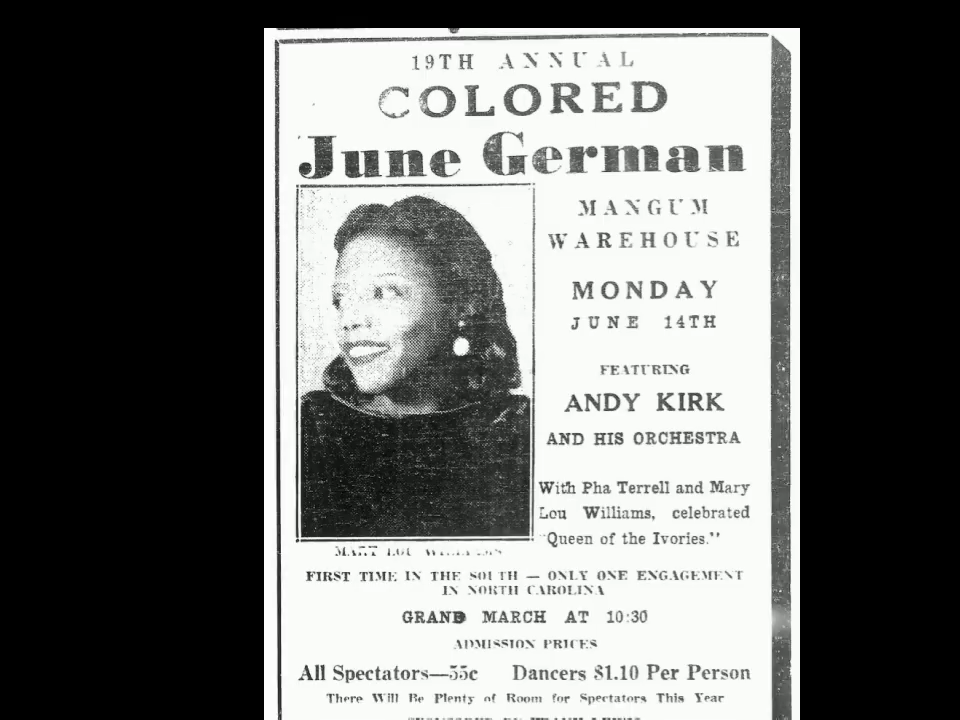 19TH ANNUAL
COLORED
June German
MANGUM
WAREHOUSE
MONDAY
JUNE 14TH
FEATURING
ANDY KIRK
AND HIS ORCHESTRA
With Pha Terrell and Mary
Lou Williams, celebrated
"Queen of the Ivories."
MARY LOU WILLIAMS
FIRST TIME IN THE SOUTH — ONLY ONE ENGAGEMENT
IN NORTH CAROLINA
GRAND MARCH AT 10:30
ADMISSION PRICES
All Spectators—55c Dancers $1.10 Per Person
There Will Be Plenty of Room for Spectators This Year